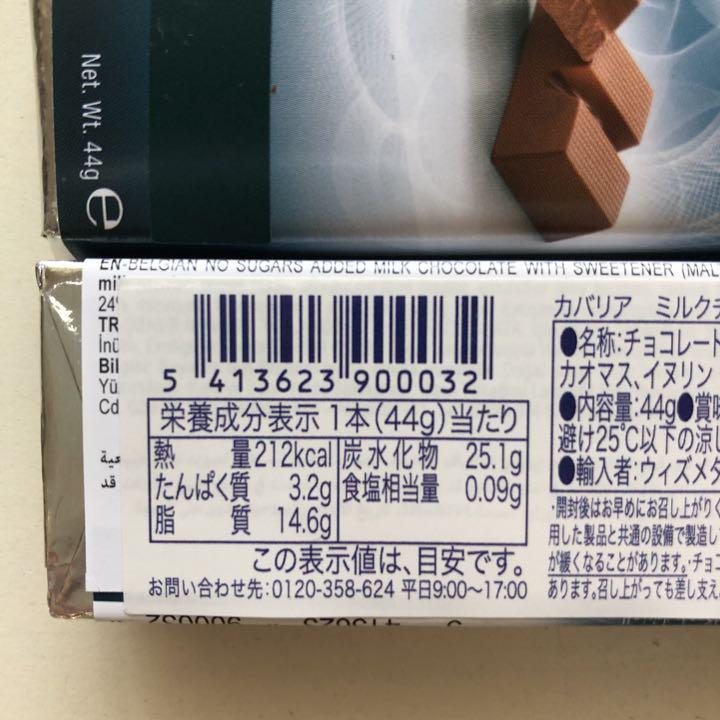 Net. Wt. 44g e
EN-BELGIAN NO SUGARS ADDED MILK CHOCOLATE WITH SWEETENER (MAL
24%
TR
Bil
Yü
Cd
5 413623 900032
栄養成分表示 1本(44g)当たり
熱量 212kcal 炭水化物 25.1g
たんぱく質 3.2g 食塩相当量 0.09g
脂質 14.6g
この表示値は、目安です。
お問い合わせ先:0120-358-624 平日9:00〜17:00
カバリア ミルクチ
●名称:チョコレート
カオマス、イヌリン
●内容量:44g●賞味
避け25℃以下の涼し
●輸入者:ウィズメタ
・開封後はお早めにお召し上がりく
用した製品と共通の設備で製造し
が緩くなることがあります。・チョコ
あります。召し上がっても差し支え